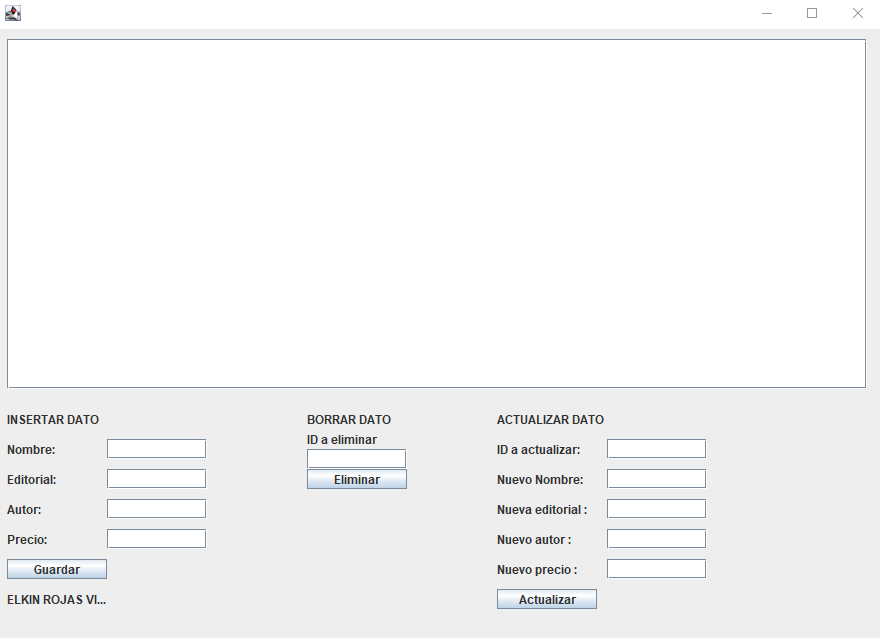 INSERTAR DATO
Nombre:
Editorial:
Autor:
Precio:
Guardar
ELKIN ROJAS VI...
BORRAR DATO
ID a eliminar
Eliminar
ACTUALIZAR DATO
ID a actualizar:
Nuevo Nombre:
Nueva editorial :
Nuevo autor :
Nuevo precio :
Actualizar